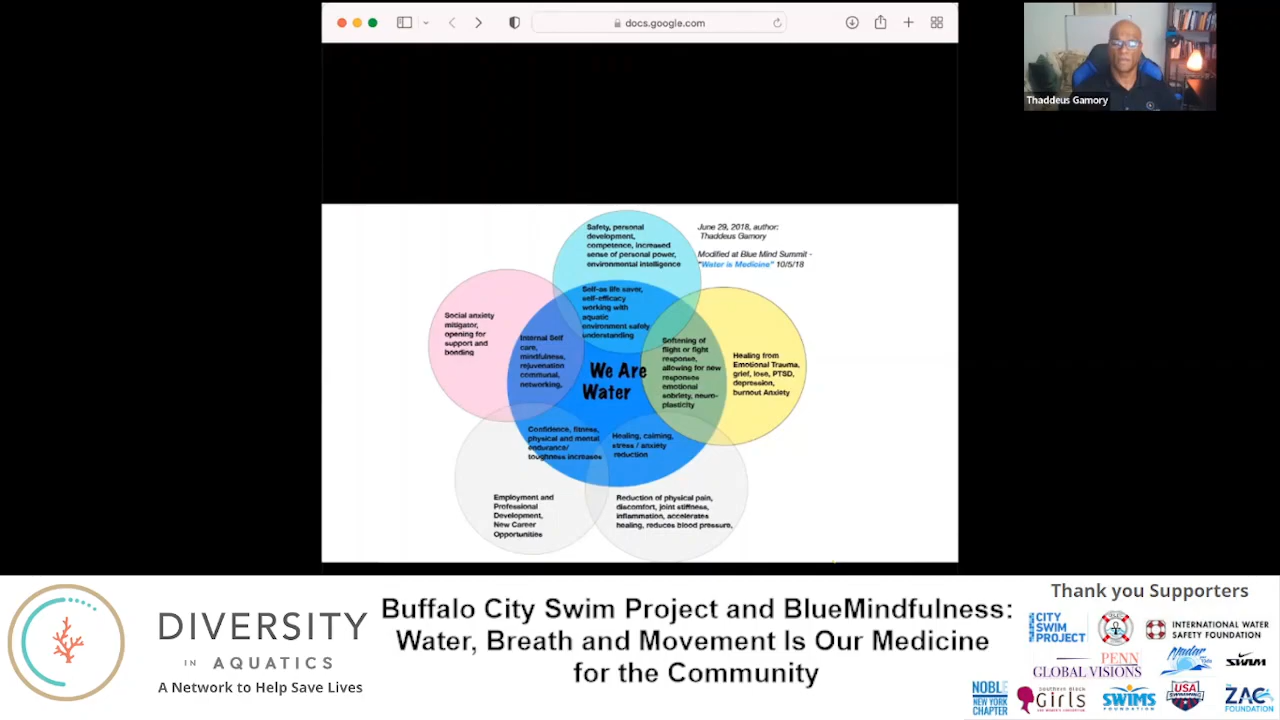 docs.google.com
Thaddeus Gamory
Safety, personal
development,
competence, increased
sense of personal power,
environmental intelligence
June 29, 2018, author:
Thaddeus Gamory
Modified at Blue Mind Summit -
"Water is Medicine" 10/5/18
Self-as life saver,
self-efficacy
working with
aquatic
environment safely,
understanding
Social anxiety
mitigator,
opening for
support and
bonding
Internal Self
care,
mindfulness,
rejuvenation
communal,
networking,
We Are
Water
Softening of
flight or fight
response,
allowing for new
responses
emotional
sobriety, neuro-
plasticity
Healing from
Emotional Trauma,
grief, lose, PTSD,
depression,
burnout Anxiety
Confidence, fitness,
physical and mental
endurance/
toughness increases
Healing, calming,
stress / anxiety
reduction
Employment and
Professional
Development,
New Career
Opportunities
Reduction of physical pain,
discomfort, joint stiffness,
inflammation, accelerates
healing, reduces blood pressure,
DIVERSITY
IN AQUATICS
A Network to Help Save Lives
Buffalo City Swim Project and BlueMindfulness:
Water, Breath and Movement Is Our Medicine
for the Community
Thank you Supporters
CITY
SWIM
PROJECT
INTERNATIONAL WATER
SAFETY FOUNDATION
PENN
GLOBAL VISIONS
SWIM
NOBL
NEW YORK
CHAPTER
Girls
SWIMS
FOUNDATION
USA
SWIMMING
ZAC
FOUNDATION